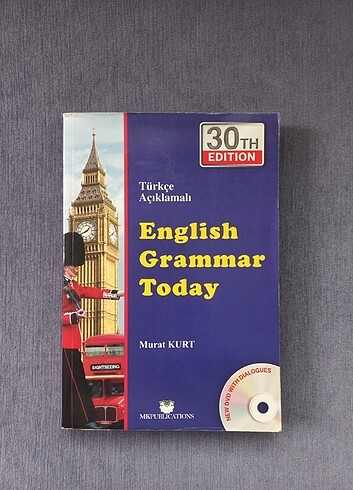 30TH
EDITION
Türkçe
Açıklamalı
English
Grammar
Today
Murat KURT
SIGHTSEEING
NEW DVD WITH DIALOGUES
MKPUBLICATIONS